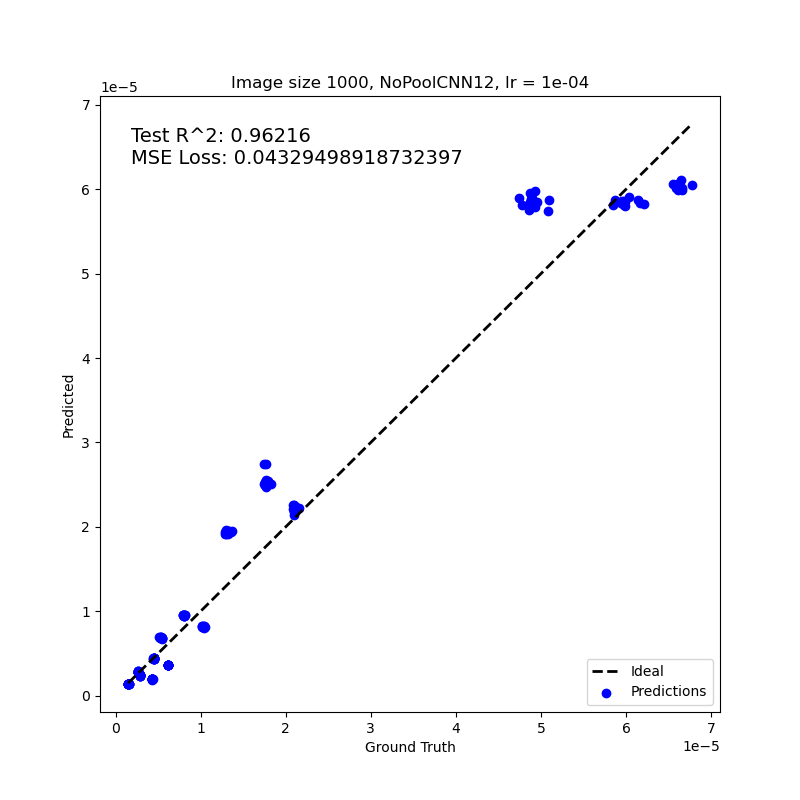 Image size 1000, NoPoolCNN12, lr = 1e-04
1e−5
Test R^2: 0.96216
MSE Loss: 0.04329498918732397
7
6
5
4
3
2
1
0
Predicted
Ideal
Predictions
0 1 2 3 4 5 6 7
Ground Truth
1e−5